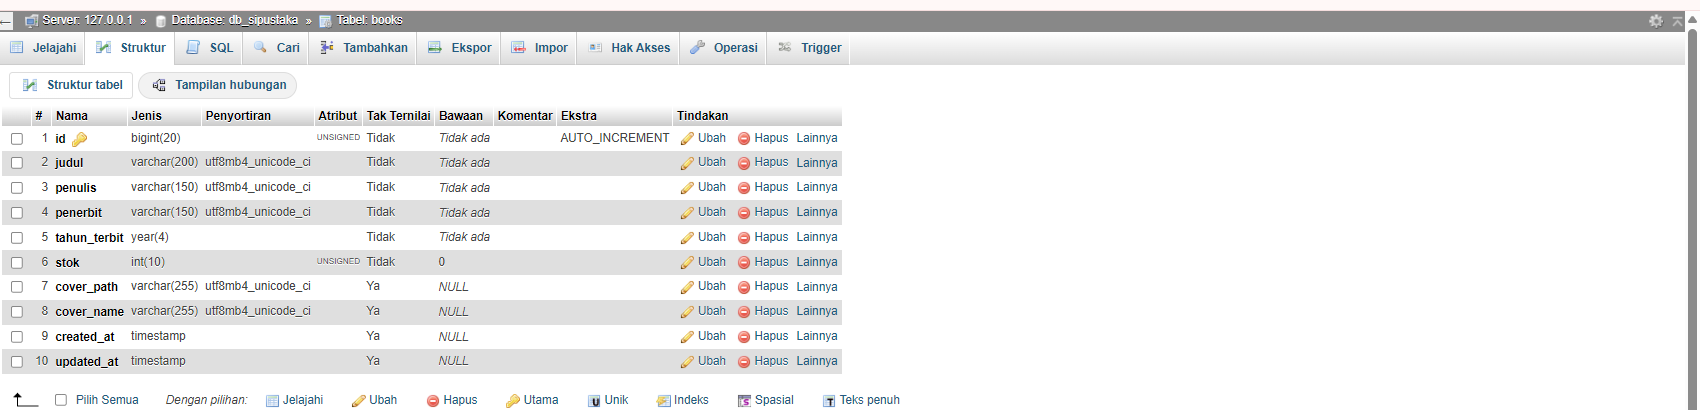 Server: 127.0.0.1 » Database: db_sipustaka » Tabel: books
Jelajahi Struktur SQL Cari Tambahkan Ekspor Impor Hak Akses Operasi Trigger
Struktur tabel Tampilan hubungan
# Nama Jenis Penyortiran Atribut Tak Ternilai Bawaan Komentar Ekstra Tindakan
1 id bigint(20) UNSIGNED Tidak Tidak ada AUTO_INCREMENT Ubah Hapus Lainnya
2 judul varchar(200) utf8mb4_unicode_ci Tidak Tidak ada Ubah Hapus Lainnya
3 penulis varchar(150) utf8mb4_unicode_ci Tidak Tidak ada Ubah Hapus Lainnya
4 penerbit varchar(150) utf8mb4_unicode_ci Tidak Tidak ada Ubah Hapus Lainnya
5 tahun_terbit year(4) Tidak Tidak ada Ubah Hapus Lainnya
6 stok int(10) UNSIGNED Tidak 0 Ubah Hapus Lainnya
7 cover_path varchar(255) utf8mb4_unicode_ci Ya NULL Ubah Hapus Lainnya
8 cover_name varchar(255) utf8mb4_unicode_ci Ya NULL Ubah Hapus Lainnya
9 created_at timestamp Ya NULL Ubah Hapus Lainnya
10 updated_at timestamp Ya NULL Ubah Hapus Lainnya
Pilih Semua Dengan pilihan: Jelajahi Ubah Hapus Utama Unik Indeks Spasial Teks penuh